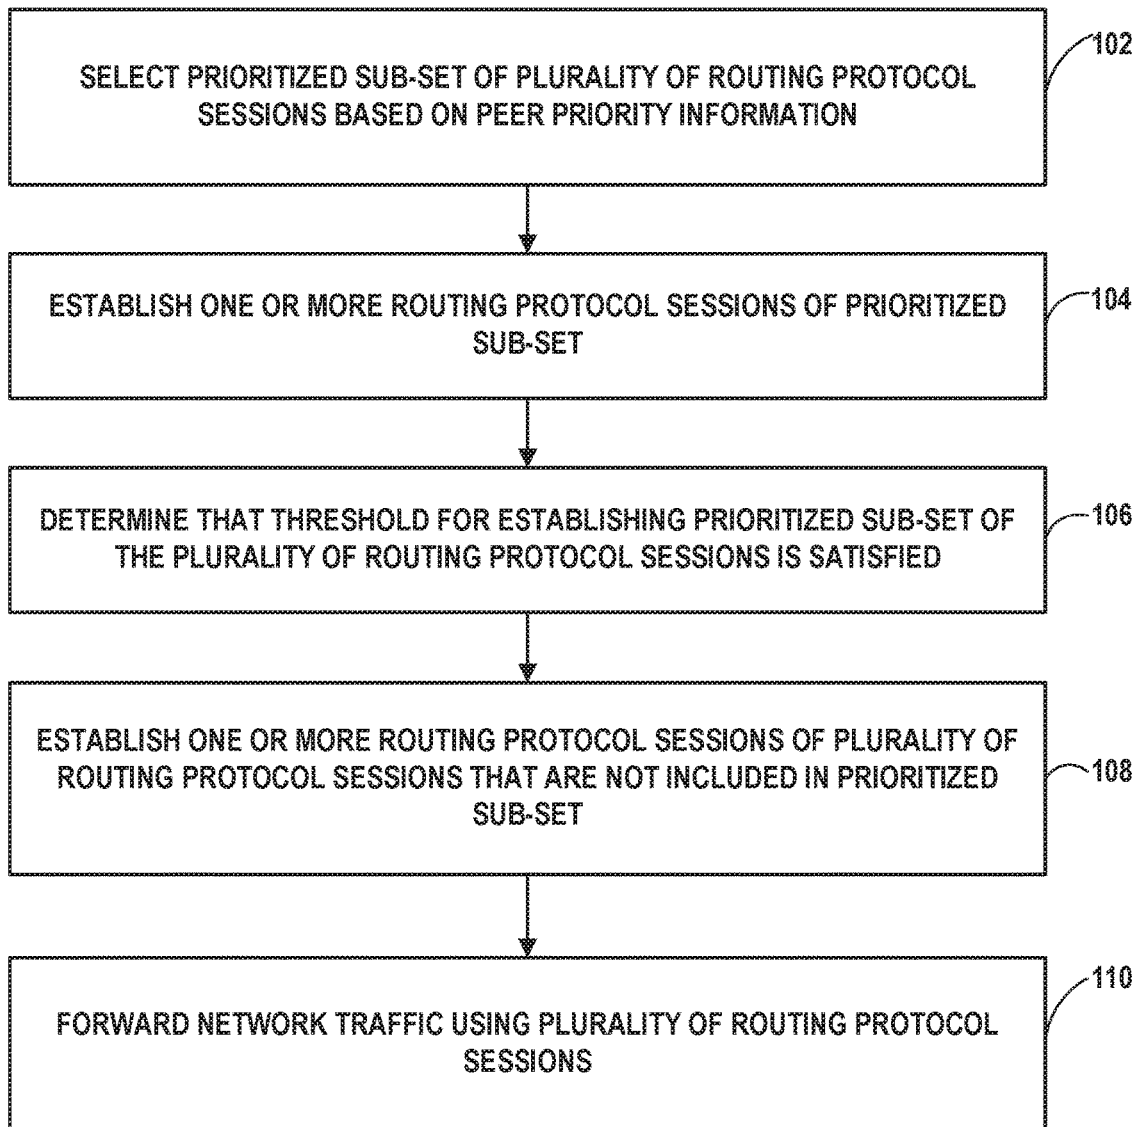 SELECT PRIORITIZED SUB-SET OF PLURALITY OF ROUTING PROTOCOL
SESSIONS BASED ON PEER PRIORITY INFORMATION
102
ESTABLISH ONE OR MORE ROUTING PROTOCOL SESSIONS OF PRIORITIZED
SUB-SET
104
DETERMINE THAT THRESHOLD FOR ESTABLISHING PRIORITIZED SUB-SET OF
THE PLURALITY OF ROUTING PROTOCOL SESSIONS IS SATISFIED
106
ESTABLISH ONE OR MORE ROUTING PROTOCOL SESSIONS OF PLURALITY OF
ROUTING PROTOCOL SESSIONS THAT ARE NOT INCLUDED IN PRIORITIZED
SUB-SET
108
FORWARD NETWORK TRAFFIC USING PLURALITY OF ROUTING PROTOCOL
SESSIONS
110